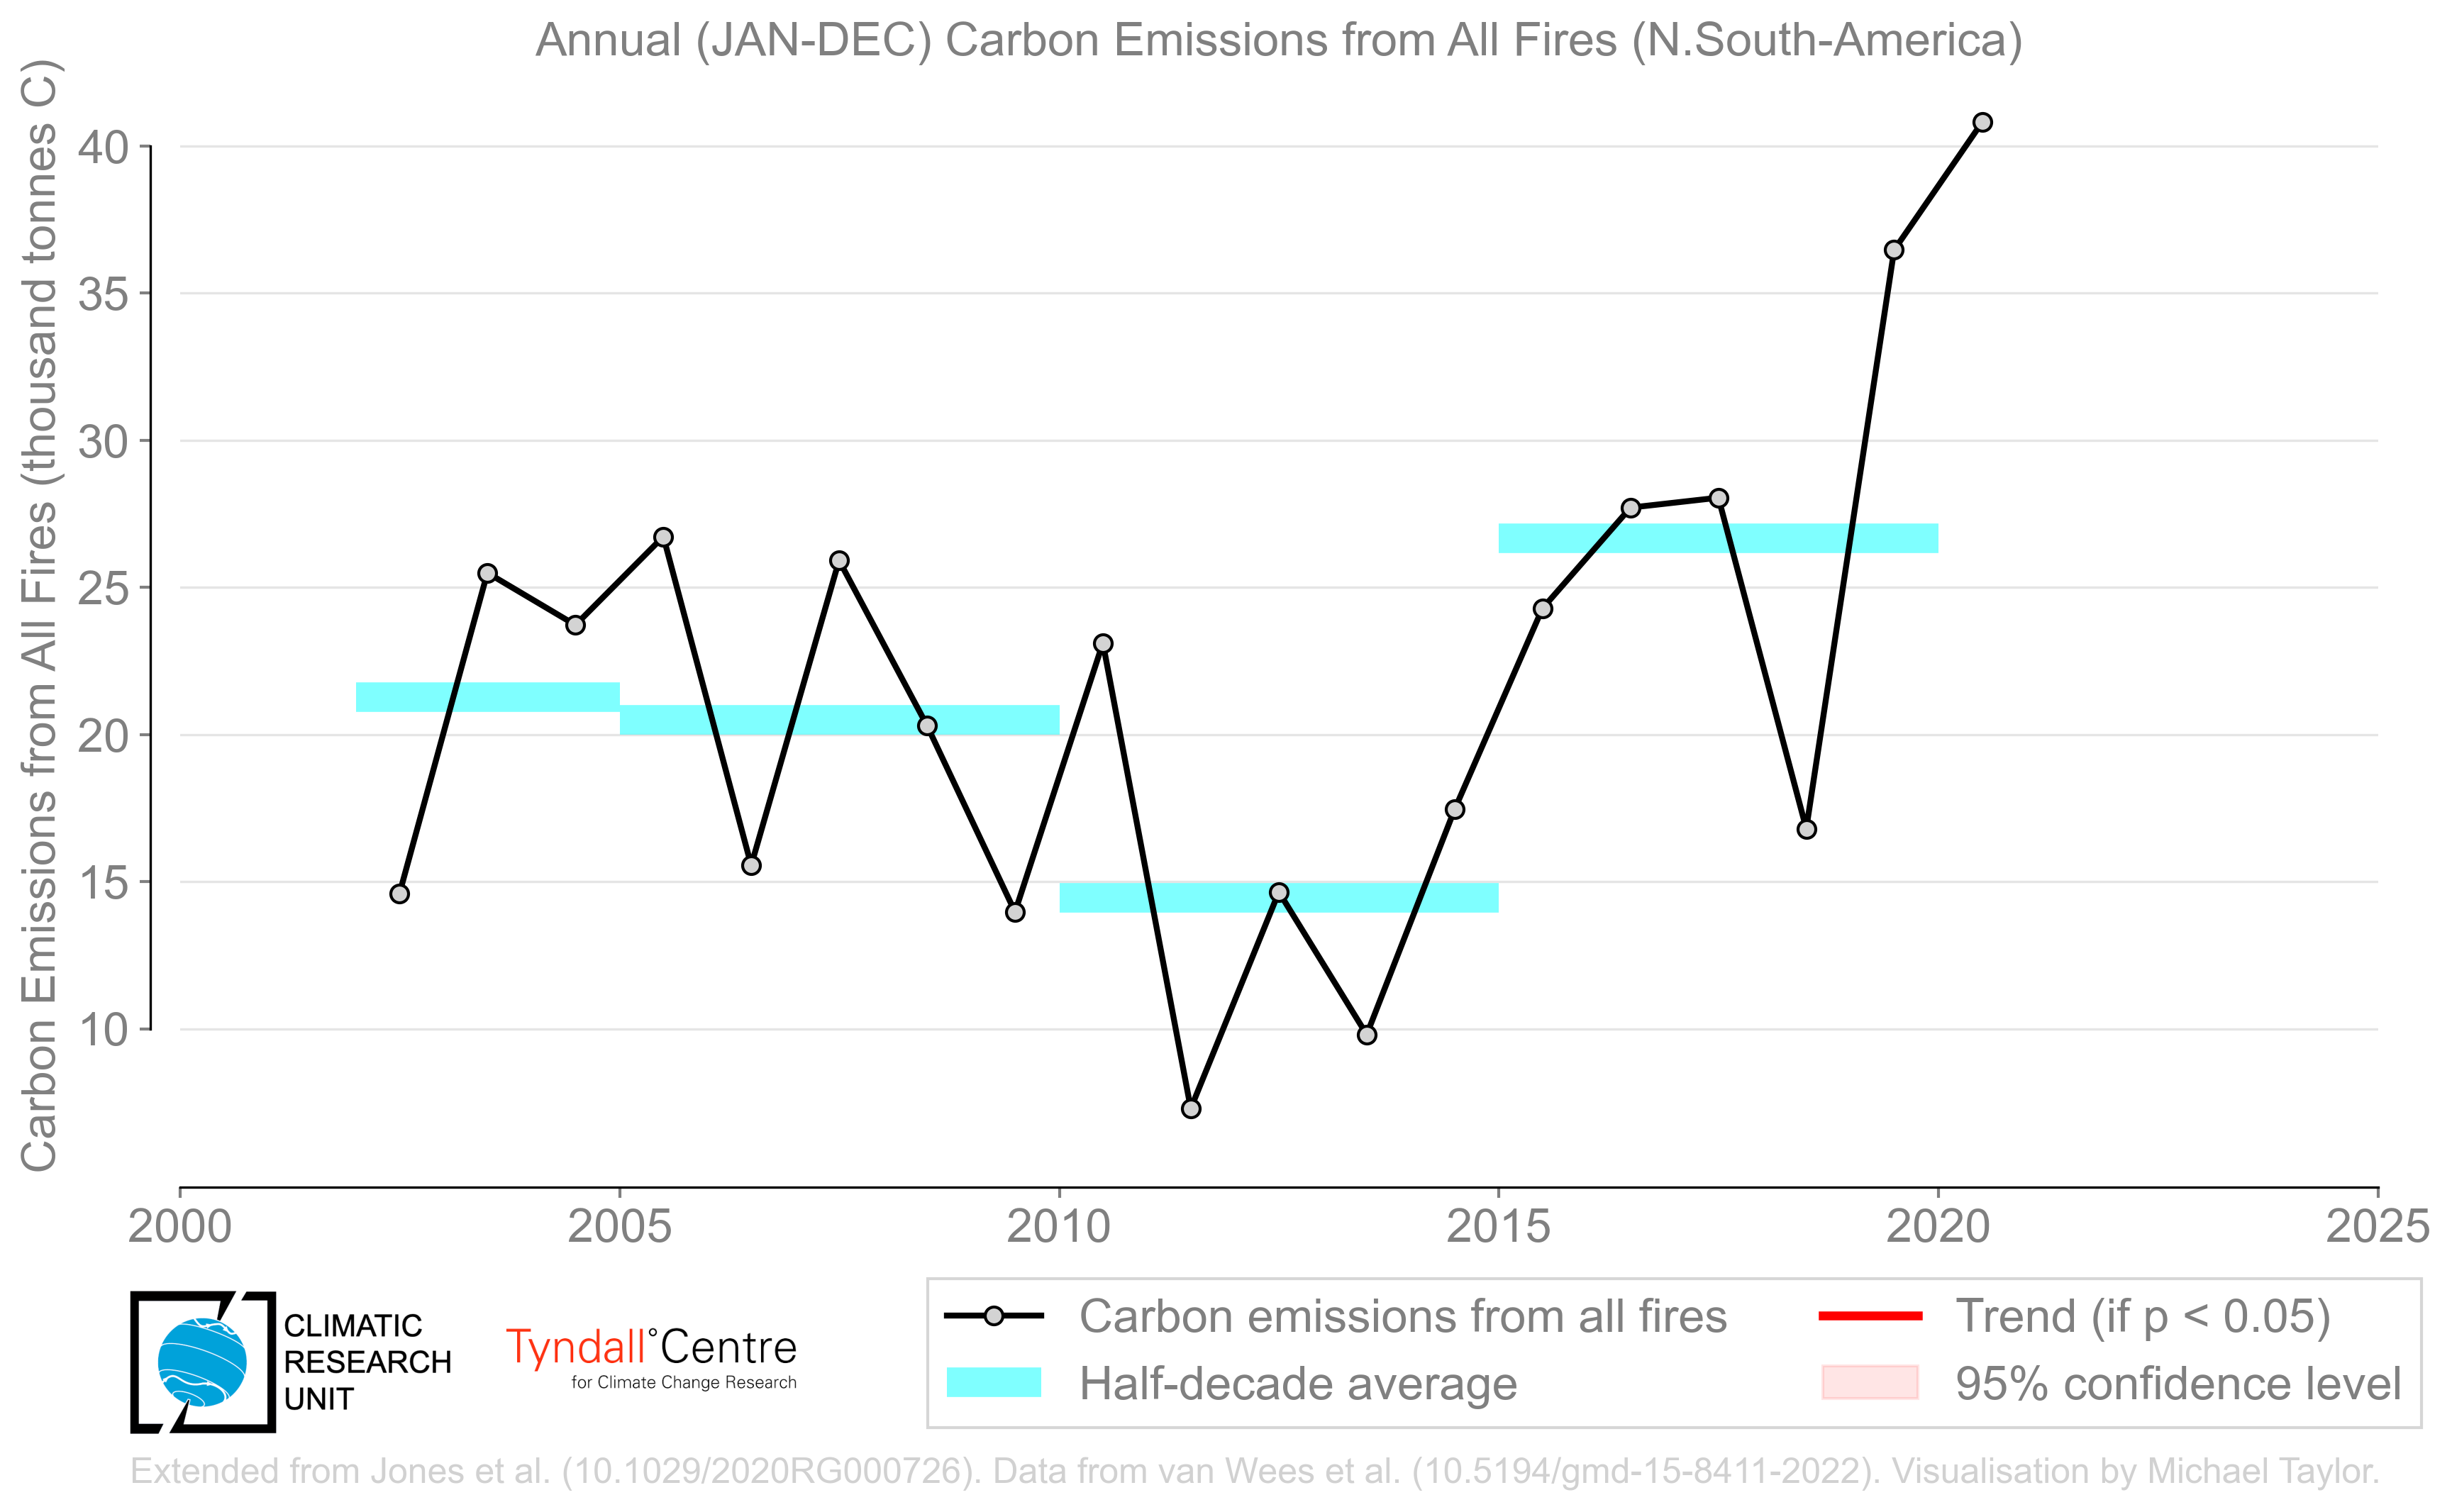 Annual (JAN-DEC) Carbon Emissions from All Fires (N.South-America)
Carbon Emissions from All Fires (thousand tonnes C)
40
35
30
25
20
15
10
2000 2005 2010 2015 2020 2025
CLIMATIC
RESEARCH
UNIT
Tyndall°Centre
for Climate Change Research
Carbon emissions from all fires
Half-decade average
Trend (if p < 0.05)
95% confidence level
Extended from Jones et al. (10.1029/2020RG000726). Data from van Wees et al. (10.5194/gmd-15-8411-2022). Visualisation by Michael Taylor.